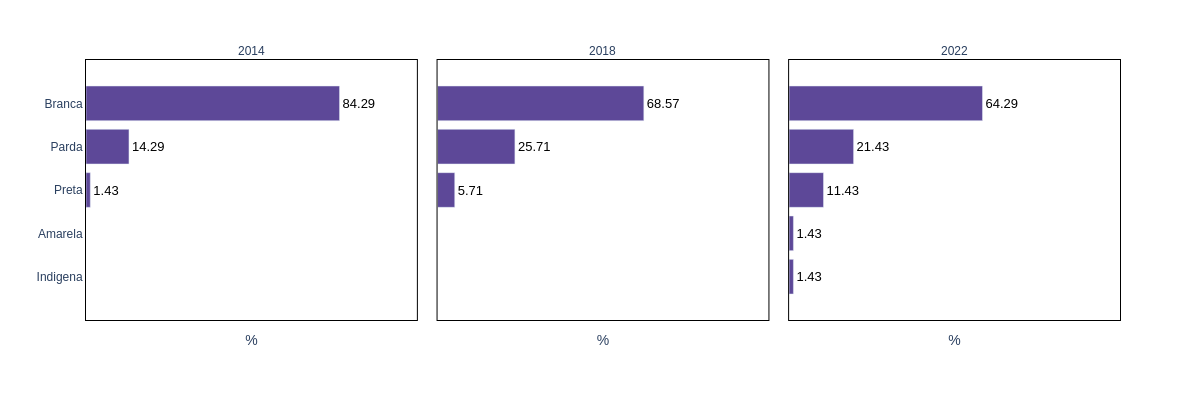 2014 2018 2022
Branca 84.29 68.57 64.29
Parda 14.29 25.71 21.43
Preta 1.43 5.71 11.43
Amarela 1.43
Indigena 1.43
% % %